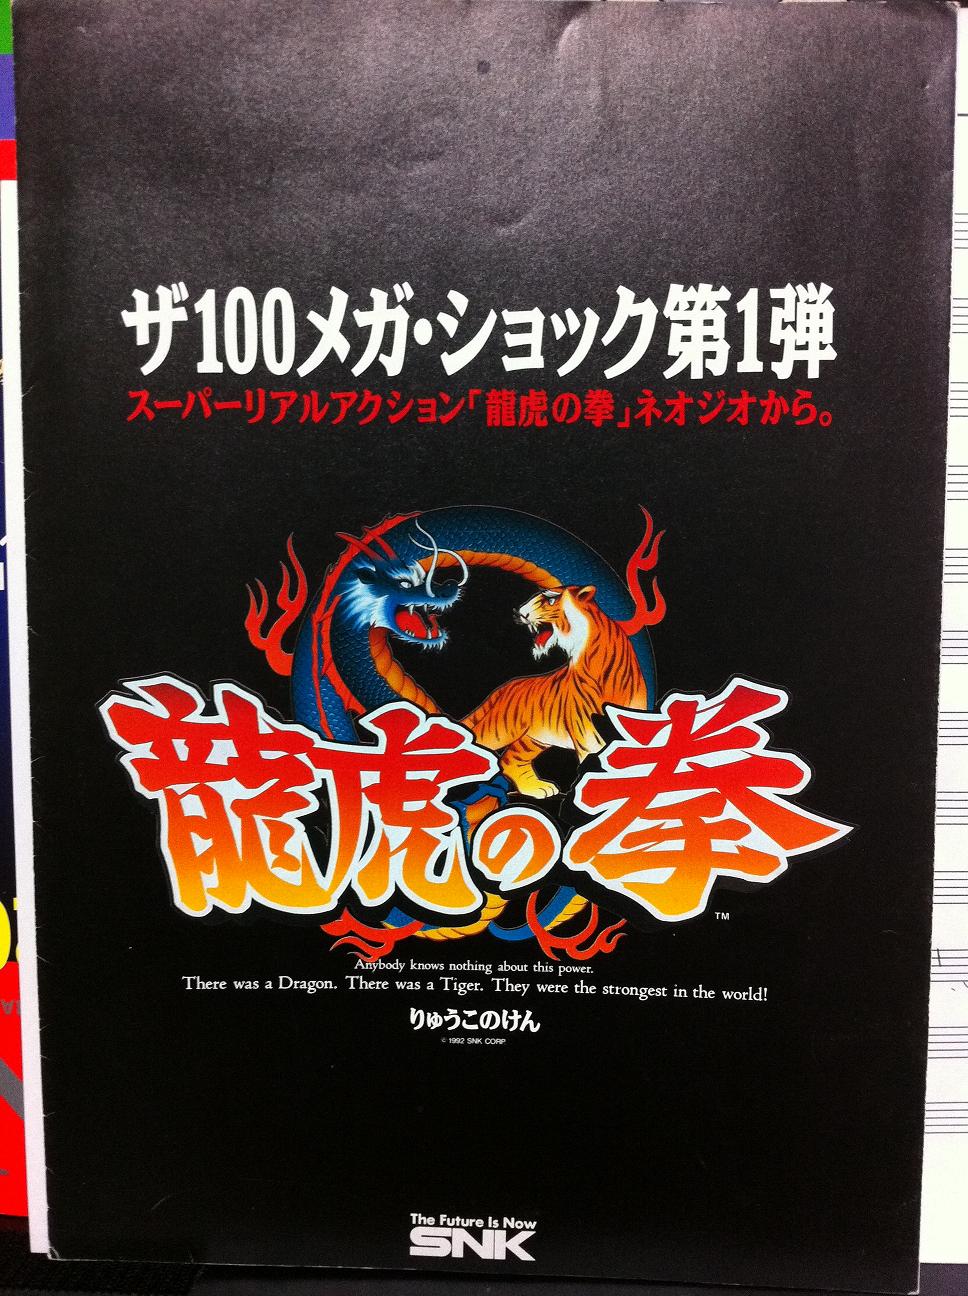 ザ100メガ・ショック第1弾
スーパーリアルアクション「龍虎の拳」ネオジオから。
龍虎の拳
TM
Anybody knows nothing about this power.
There was a Dragon. There was a Tiger. They were the strongest in the world!
りゅうこのけん
© 1992 SNK CORP
The Future Is Now
SNK